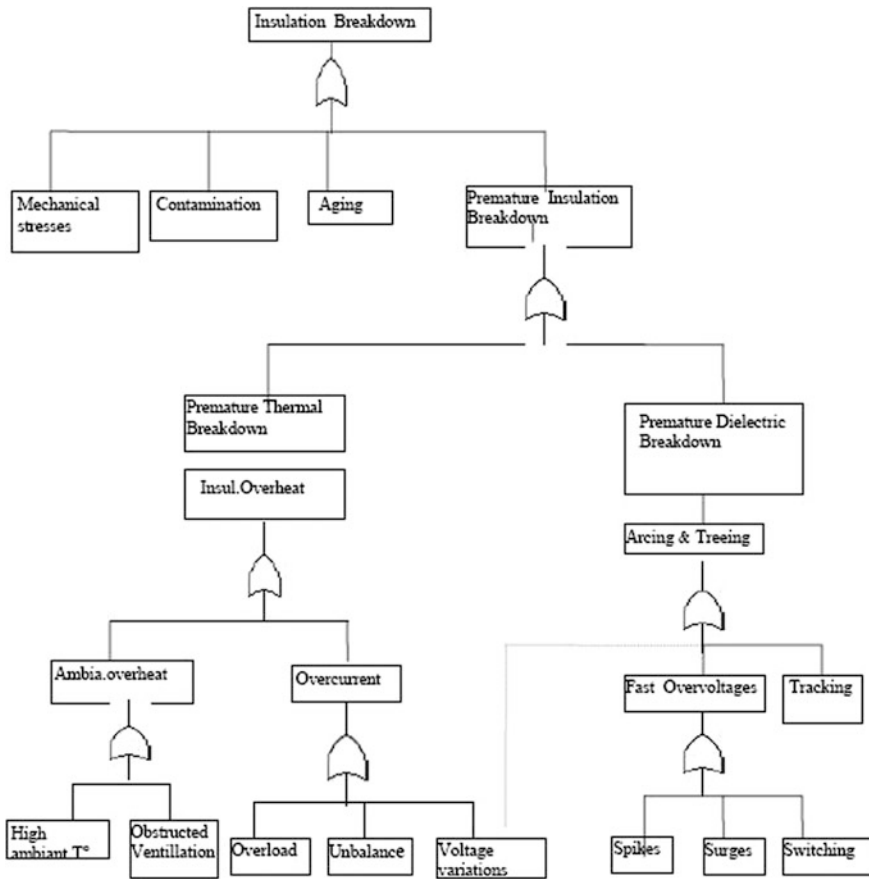 Insulation Breakdown
Mechanical
stresses
Contamination
Aging
Premature Insulation
Breakdown
Premature Thermal
Breakdown
Premature Dielectric
Breakdown
Insul.Overheat
Arcing & Treeing
Ambia.overheat
Overcurrent
Fast Overvoltages
Tracking
High
ambiant T°
Obstructed
Ventillation
Overload
Unbalance
Voltage
variations
Spikes
Surges
Switching